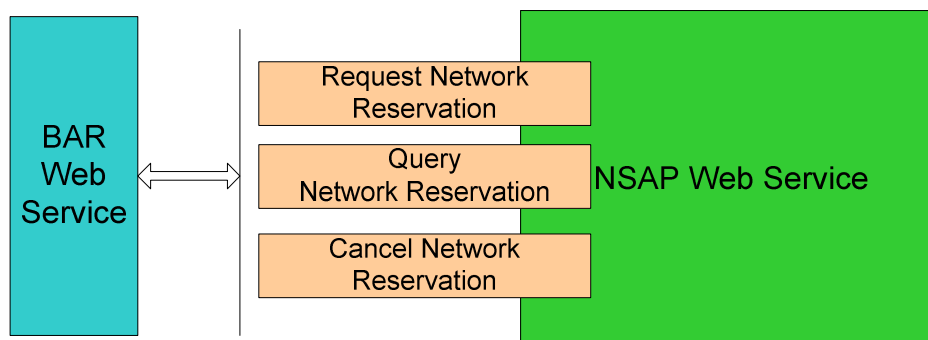 BAR
Web
Service
Request Network
Reservation
Query
Network Reservation
Cancel Network
Reservation
NSAP Web Service